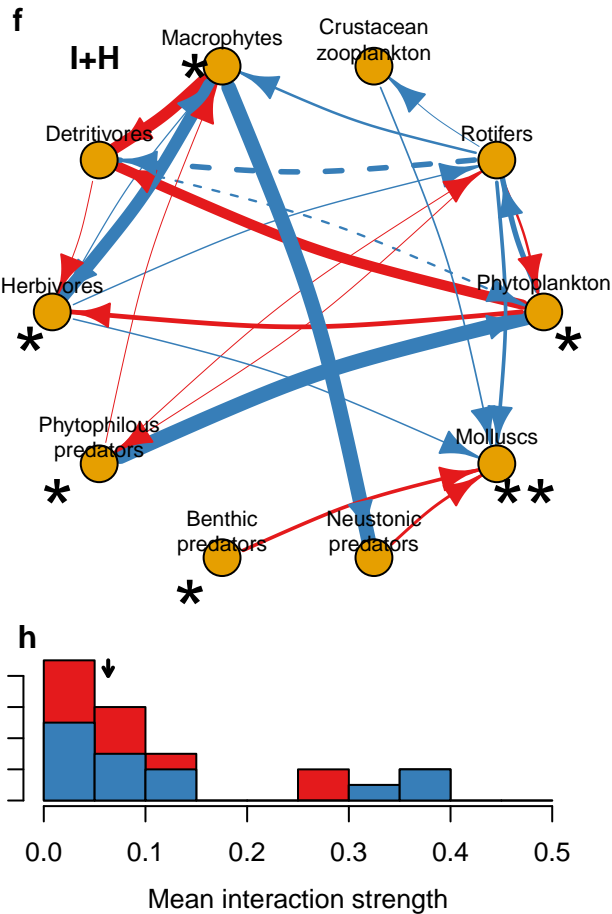 f
I+H
Macrophytes
Crustacean
zooplankton
*
Detritivores
Rotifers
Herbivores
Phytoplankton
*
*
Phytophilous
predators
Molluscs
*
* *
Benthic
predators
Neustonic
predators
*
h
0.0 0.1 0.2 0.3 0.4 0.5
Mean interaction strength